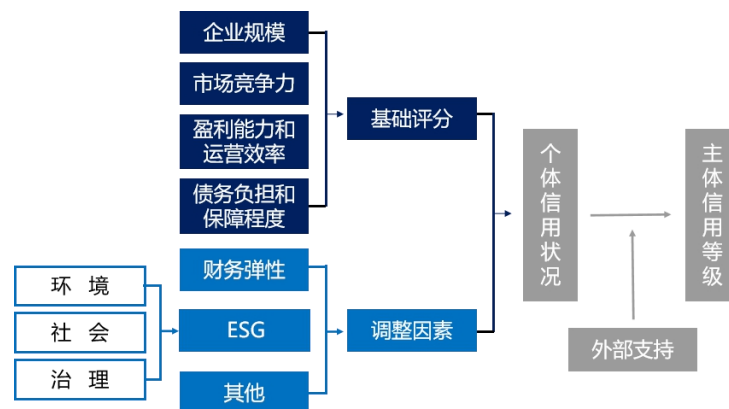 企业规模
市场竞争力
盈利能力和
运营效率
债务负担和
保障程度
基础评分
财务弹性
ESG
其他
环 境
社 会
治 理
调整因素
个体信用状况
主体信用等级
外部支持